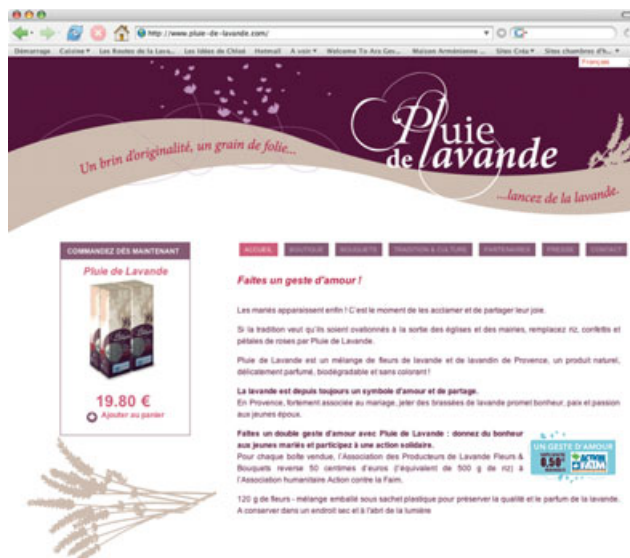 http://www.pluie-de-lavande.com/
Démarrage Cuisine Les Routes de la Lava... Les Idées de Chloé Hotmail A voir Welcome To Ars Gov... Maison Arménienne ... Sites Créa Sites chambres d'h...
Français
Un brin d'originalité, un grain de folie...
Pluie
de lavande
...lancez de la lavande.
COMMANDEZ DÈS MAINTENANT
Pluie de Lavande
19.80 €
Ajouter au panier
ACCUEIL BOUTIQUE BOUQUETS TRADITION & CULTURE PARTENAIRES PRESSE CONTACT
Faites un geste d'amour !
Les mariés apparaissent enfin ! C'est le moment de les acclamer et de partager leur joie.
Si la tradition veut qu'ils soient ovationnés à la sortie des églises et des mairies, remplacez riz, confettis et
pétales de roses par Pluie de Lavande.
Pluie de Lavande est un mélange de fleurs de lavande et de lavandin de Provence, un produit naturel,
délicatement parfumé, biodégradable et sans colorant !
La lavande est depuis toujours un symbole d'amour et de partage.
En Provence, fortement associée au mariage, jeter des brassées de lavande promet bonheur, paix et passion
aux jeunes époux.
Faites un double geste d'amour avec Pluie de Lavande : donnez du bonheur
aux jeunes mariés et participez à une action solidaire.
Pour chaque boîte vendue, l'Association des Producteurs de Lavande Fleurs &
Bouquets reverse 50 centimes d'euros (l'équivalent de 500 g de riz) à
l'Association humanitaire Action contre la Faim.
UN GESTE D'AMOUR
0,50€
ACTION
FAIM
120 g de fleurs - mélange emballé sous sachet plastique pour préserver la qualité et le parfum de la lavande.
A conserver dans un endroit sec et à l'abri de la lumière